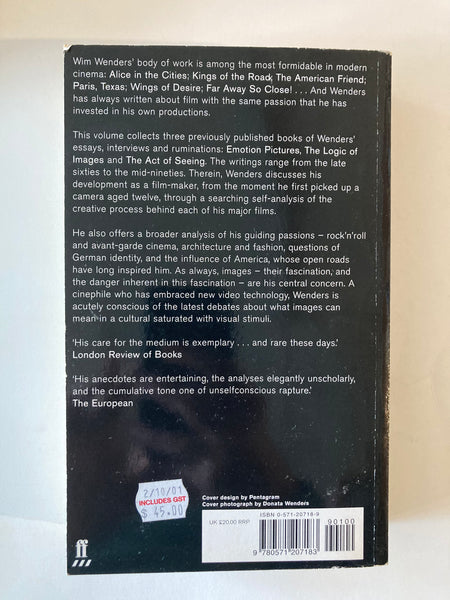 Wim Wenders' body of work is among the most formidable in modern
cinema: Alice in the Cities; Kings of the Road; The American Friend;
Paris, Texas; Wings of Desire; Far Away So Close! . . . And Wenders
has always written about film with the same passion that he has
invested in his own productions.
This volume collects three previously published books of Wenders'
essays, interviews and ruminations: Emotion Pictures, The Logic of
Images and The Act of Seeing. The writings range from the late
sixties to the mid-nineties. Therein, Wenders discusses his
development as a film-maker, from the moment he first picked up a
camera aged twelve, through a searching self-analysis of the
creative process behind each of his major films.
He also offers a broader analysis of his guiding passions – rock'n'roll
and avant-garde cinema, architecture and fashion, questions of
German identity, and the influence of America, whose open roads
have long inspired him. As always, images – their fascination, and
the danger inherent in this fascination – are his central concern. A
cinephile who has embraced new video technology, Wenders is
acutely conscious of the latest debates about what images can
mean in a cultural saturated with visual stimuli.
'His care for the medium is exemplary . . . and rare these days.'
London Review of Books
'His anecdotes are entertaining, the analyses elegantly unscholarly,
and the cumulative tone one of unselfconscious rapture.'
The European
2/10/01
INCLUDES GST
$ 45.00
Cover design by Pentagram
Cover photograph by Donata Wenders
ISBN 0-571-20718-9
UK £20.00 RRP
90100
9 780571 207183
ff